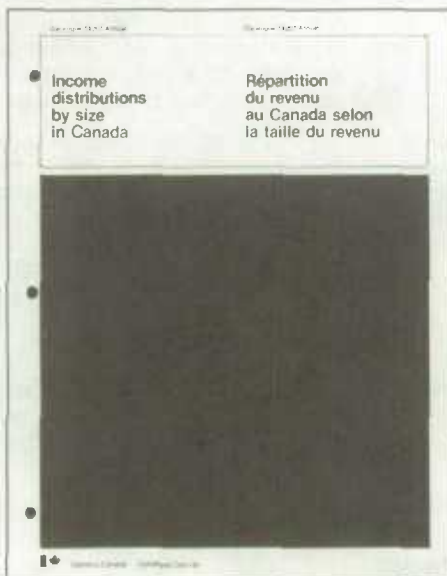 Income
distributions
by size
in Canada
Répartition
du revenu
au Canada selon
la taille du revenu